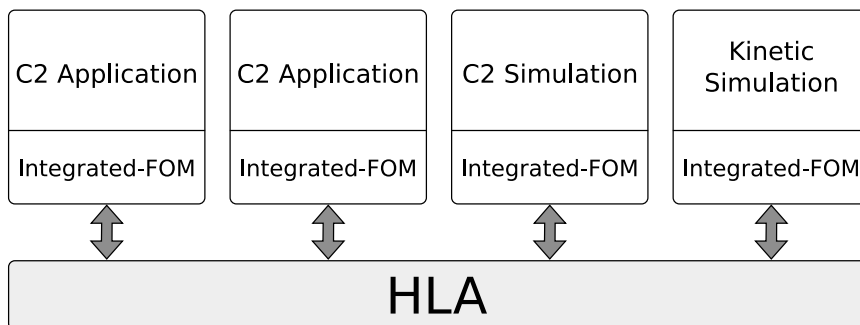 C2 Application
Integrated-FOM
C2 Application
Integrated-FOM
C2 Simulation
Integrated-FOM
Kinetic
Simulation
Integrated-FOM
HLA